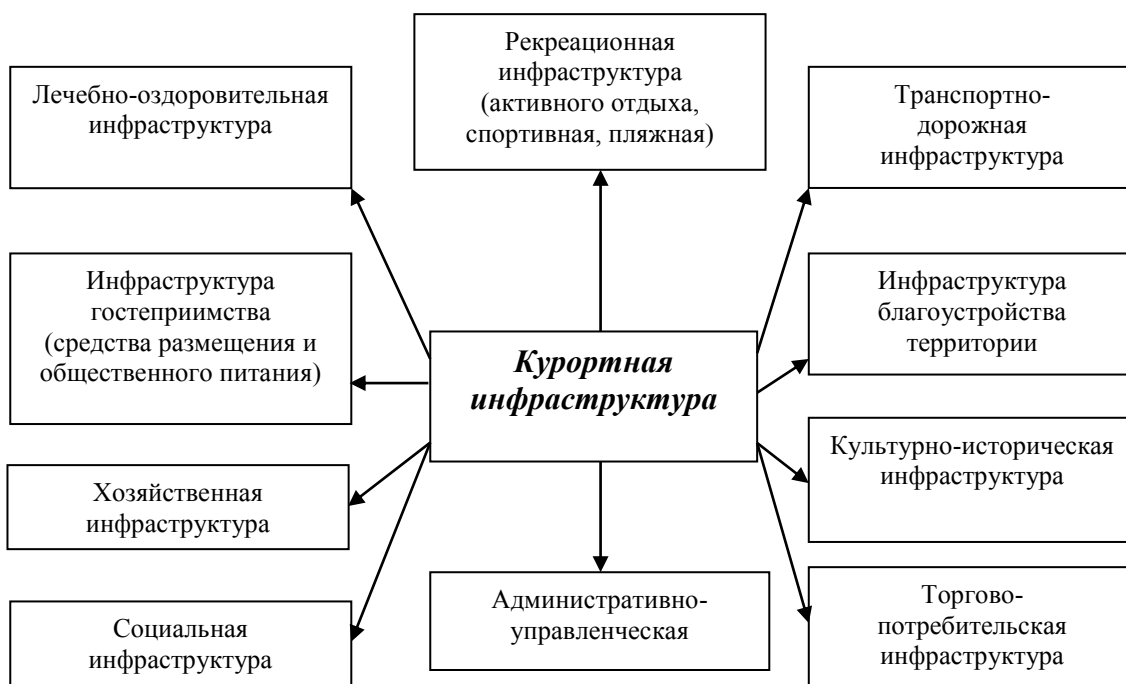 Рекреационная
инфраструктура
(активного отдыха,
спортивная, пляжная)
Лечебно-оздоровительная
инфраструктура
Транспортно-
дорожная
инфраструктура
Инфраструктура
гостеприимства
(средства размещения и
общественного питания)
Инфраструктура
благоустройства
территории
Курортная
инфраструктура
Культурно-историческая
инфраструктура
Хозяйственная
инфраструктура
Административно-
управленческая
Торгово-
потребительская
инфраструктура
Социальная
инфраструктура